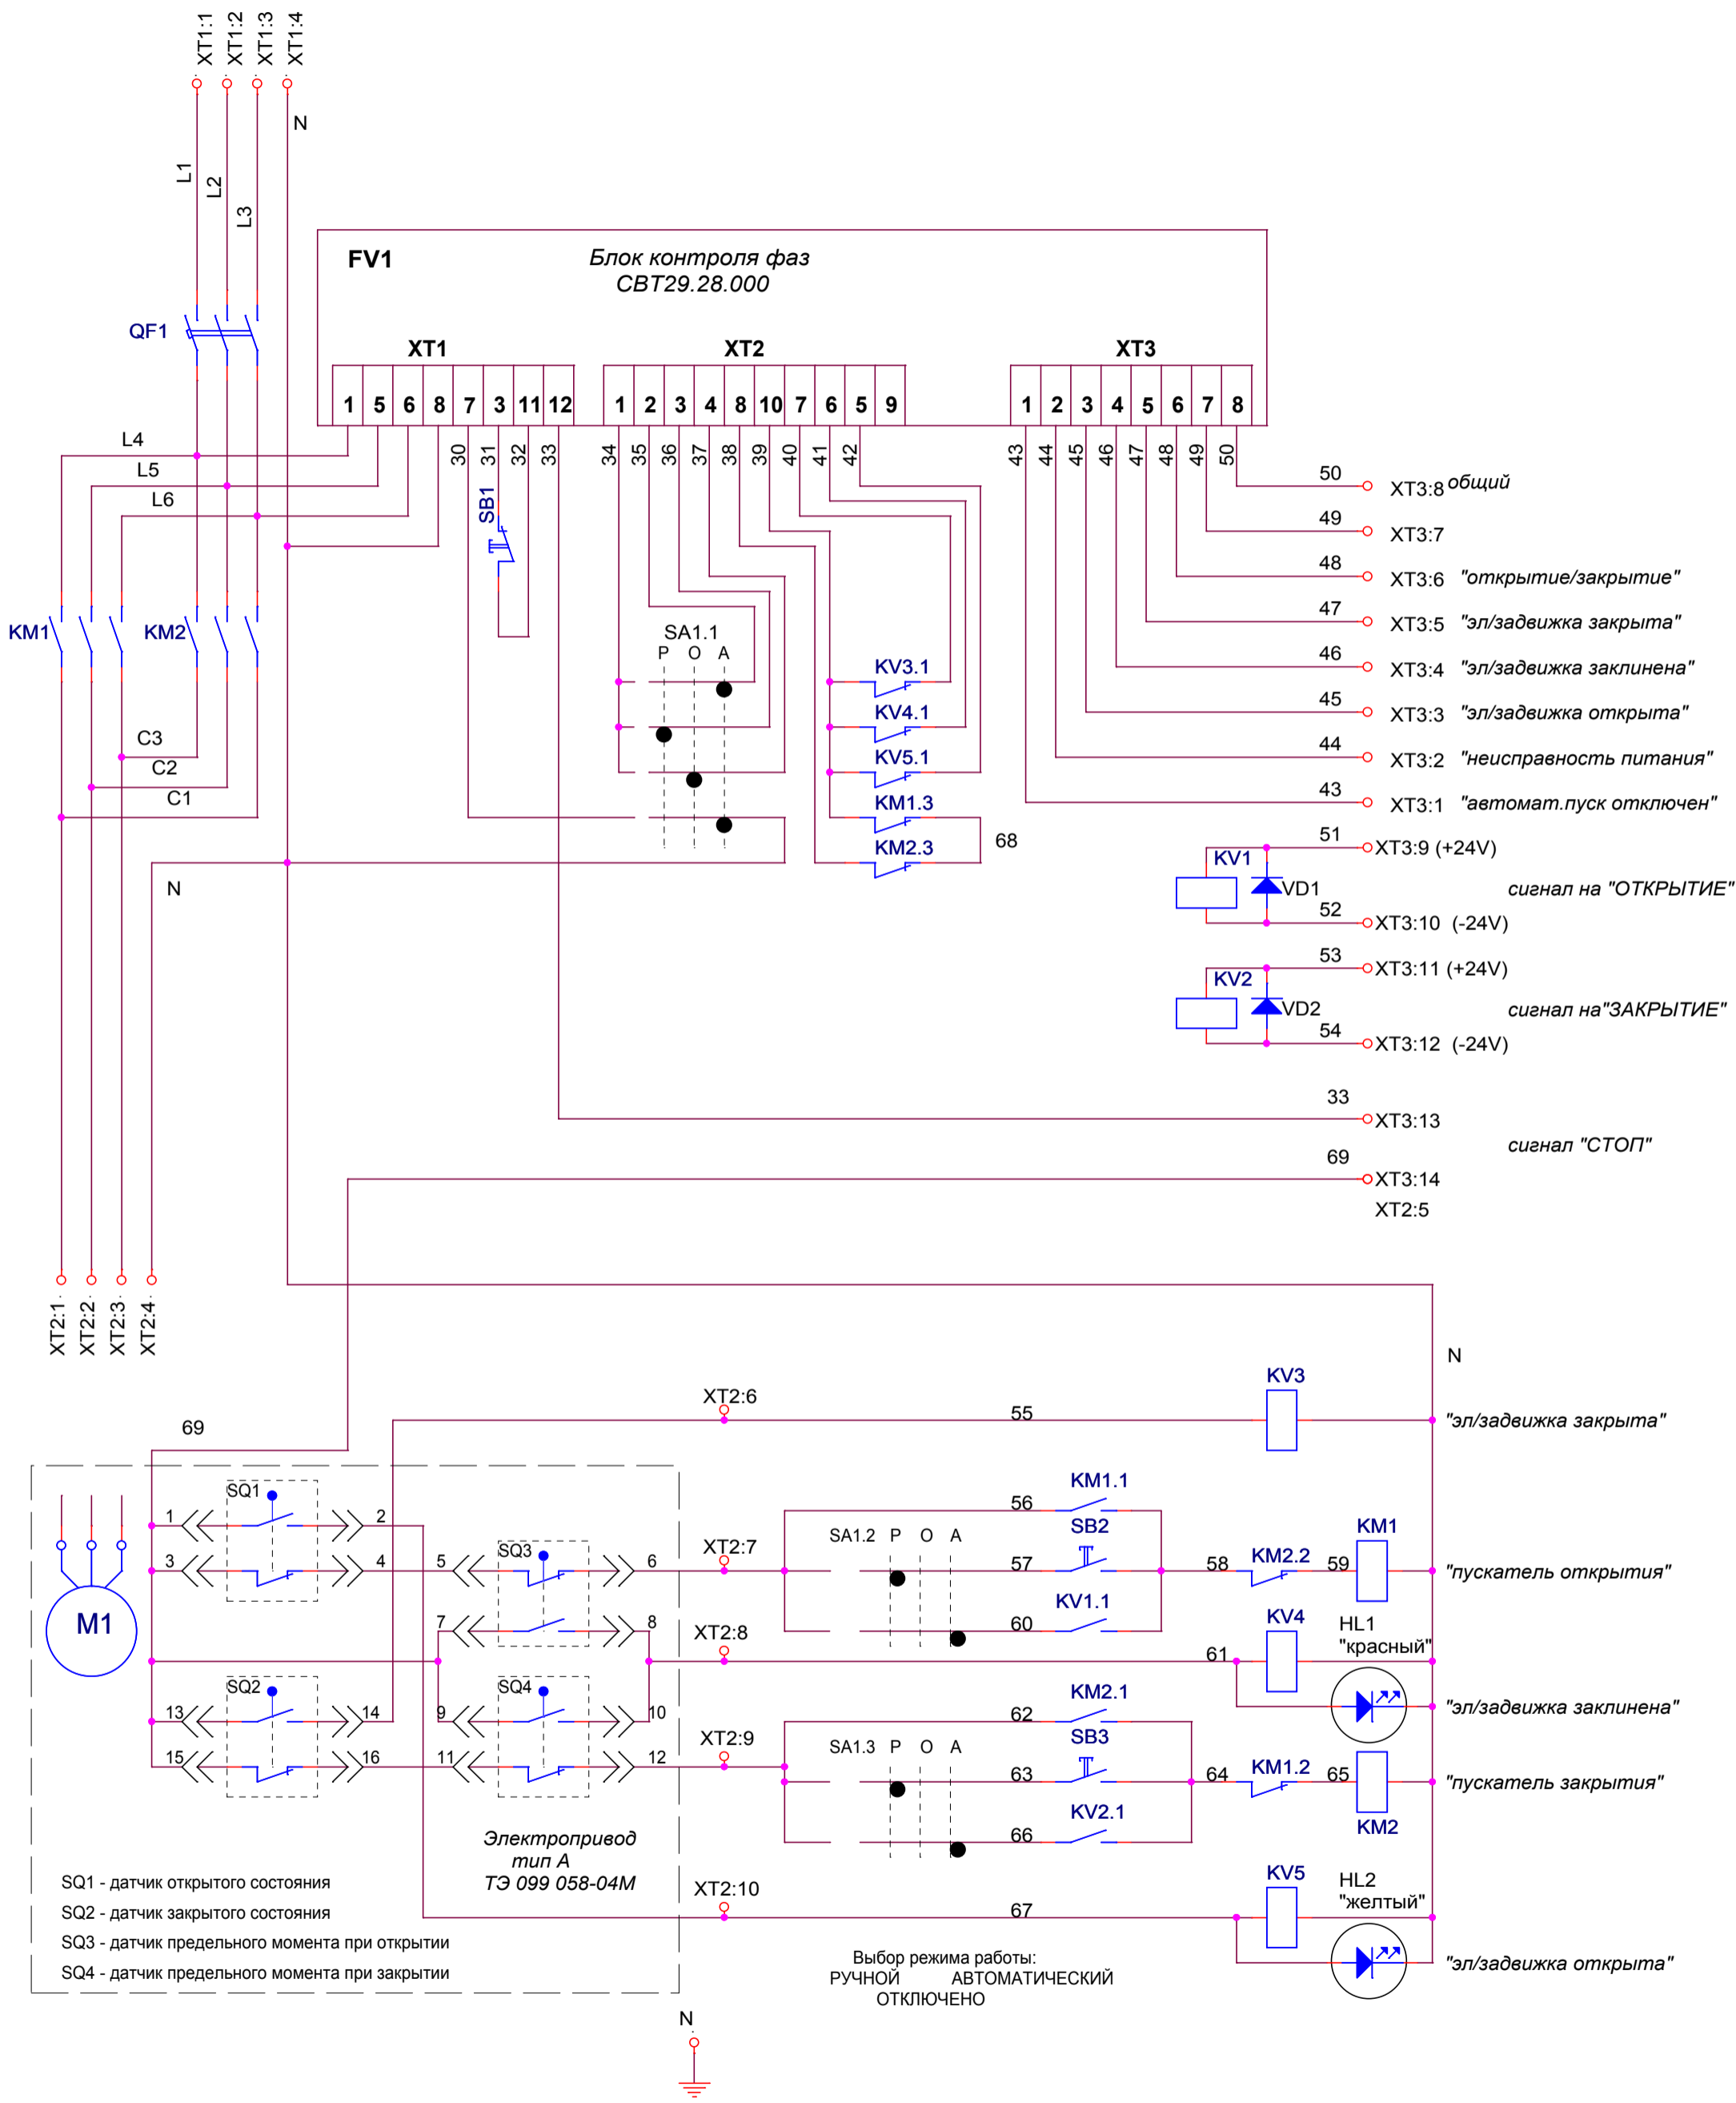 XT1:1
XT1:2
XT1:3
XT1:4
N
L1
L2
L3
FV1
Блок контроля фаз
СВТ29.28.000
QF1
XT1
XT2
XT3
1 5 6 8 7 3 11 12
1 2 3 4 8 10 7 6 5 9
1 2 3 4 5 6 7 8
L4
L5
L6
30 31 32 33
34 35 36 37 38 39 40 41 42
43 44 45 46 47 48 49 50
SB1
50 XT3:8 общий
49 XT3:7
48 XT3:6 "открытие/закрытие"
47 XT3:5 "эл/задвижка закрыта"
46 XT3:4 "эл/задвижка заклинена"
45 XT3:3 "эл/задвижка открыта"
44 XT3:2 "неисправность питания"
43 XT3:1 "автомат.пуск отключен"
KM1
KM2
SA1.1
Р О А
KV3.1
KV4.1
KV5.1
KM1.3
KM2.3
68
C3
C2
C1
N
51 XT3:9 (+24V)
KV1
VD1
сигнал на "ОТКРЫТИЕ"
52 XT3:10 (-24V)
53 XT3:11 (+24V)
KV2
VD2
сигнал на"ЗАКРЫТИЕ"
54 XT3:12 (-24V)
33
XT3:13
сигнал "СТОП"
69
XT3:14
XT2:5
XT2:1
XT2:2
XT2:3
XT2:4
N
KV3
XT2:6
55
"эл/задвижка закрыта"
69
SQ1
1 2
3 4
SQ3
5 6
7 8
M1
XT2:7
SA1.2 Р О А
56
KM1.1
57
SB2
60
KV1.1
58
KM2.2
59
KM1
"пускатель открытия"
XT2:8
61
KV4
HL1
"красный"
"эл/задвижка заклинена"
SQ2
13 14
15 16
SQ4
9 10
11 12
XT2:9
SA1.3 Р О А
62
KM2.1
63
SB3
66
KV2.1
64
KM1.2
65
KM2
"пускатель закрытия"
Электропривод
тип А
ТЭ 099 058-04М
SQ1 - датчик открытого состояния
SQ2 - датчик закрытого состояния
SQ3 - датчик предельного момента при открытии
SQ4 - датчик предельного момента при закрытии
XT2:10
67
KV5
HL2
"желтый"
"эл/задвижка открыта"
Выбор режима работы:
РУЧНОЙ АВТОМАТИЧЕСКИЙ
ОТКЛЮЧЕНО
N